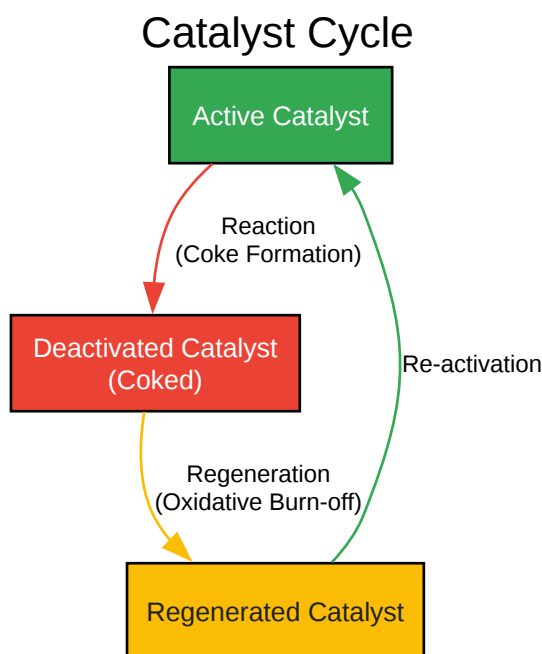 Catalyst Cycle
Active Catalyst
Reaction
(Coke Formation)
Deactivated Catalyst
(Coked)
Re-activation
Regeneration
(Oxidative Burn-off)
Regenerated Catalyst